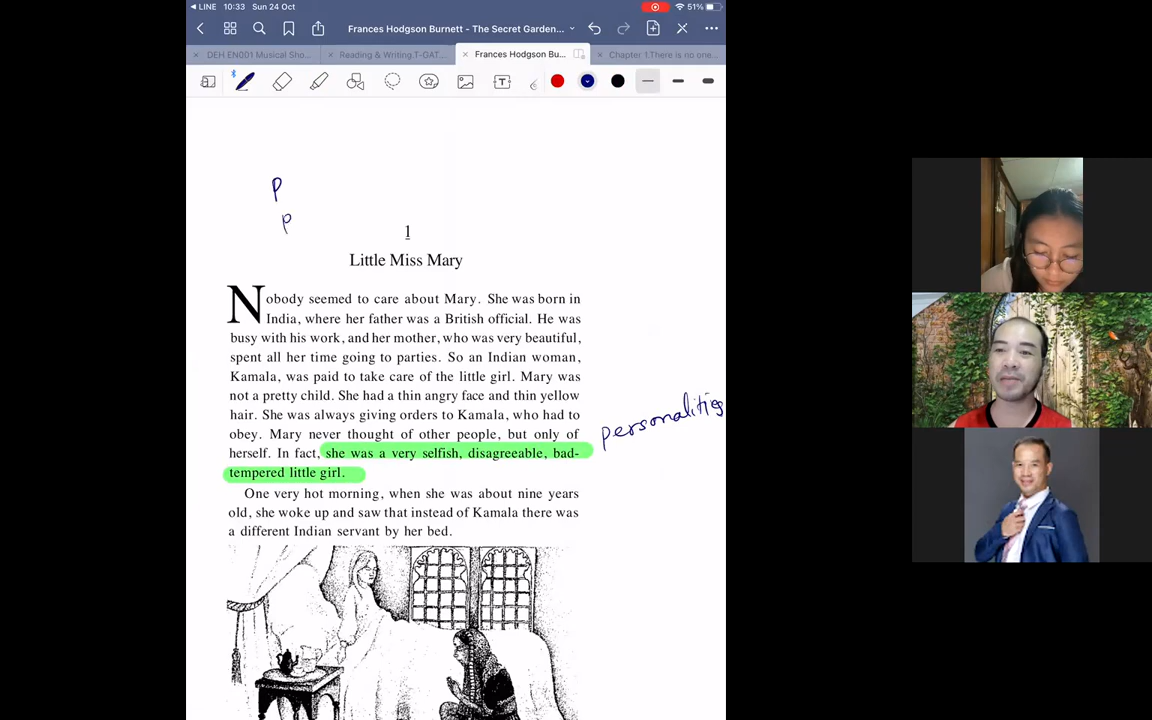 LINE 10:33 Sun 24 Oct 51%
Frances Hodgson Burnett - The Secret Garden...
DEH EN001 Musical Sho... Reading & Writing.T-GAT... Frances Hodgson Bu... Chapter 1.There is no one...
P
p
1
Little Miss Mary
Nobody seemed to care about Mary. She was born in
India, where her father was a British official. He was
busy with his work, and her mother, who was very beautiful,
spent all her time going to parties. So an Indian woman,
Kamala, was paid to take care of the little girl. Mary was
not a pretty child. She had a thin angry face and thin yellow
hair. She was always giving orders to Kamala, who had to
obey. Mary never thought of other people, but only of
herself. In fact, she was a very selfish, disagreeable, bad-
tempered little girl.
personalities
One very hot morning, when she was about nine years
old, she woke up and saw that instead of Kamala there was
a different Indian servant by her bed.